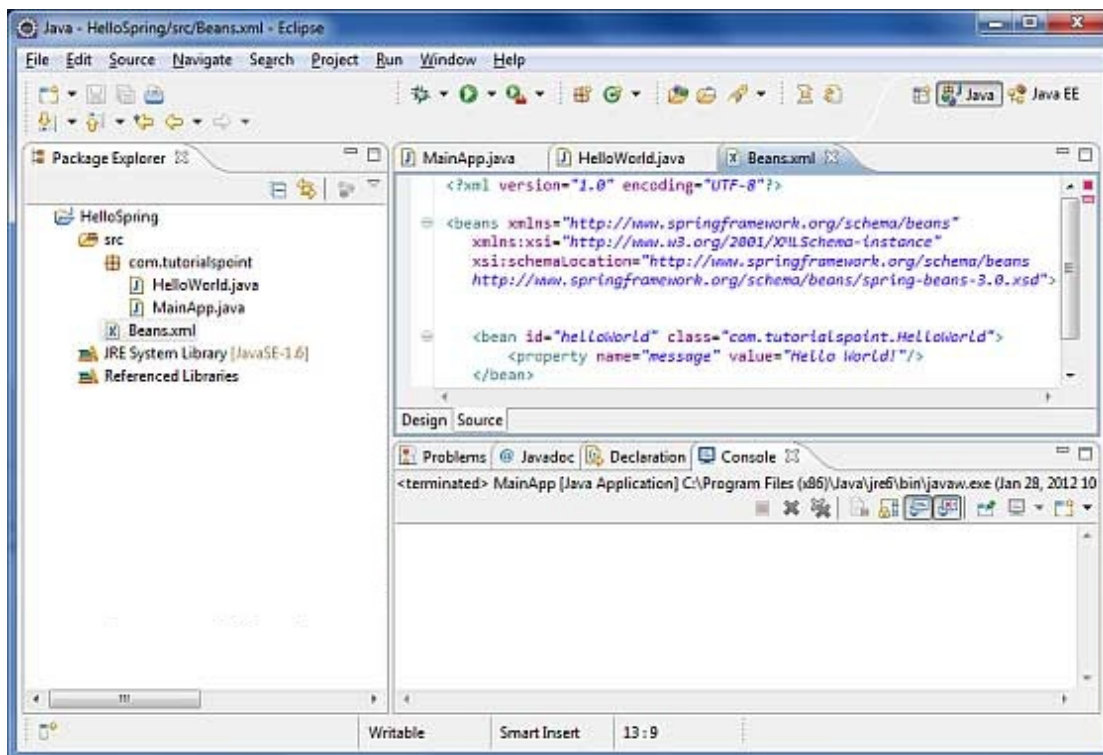 Java - HelloSpring/src/Beans.xml - Eclipse
File Edit Source Navigate Search Project Run Window Help
Java Java EE
Package Explorer
HelloSpring
src
com.tutorialspoint
HelloWorld.java
MainApp.java
Beans.xml
JRE System Library [JavaSE-1.6]
Referenced Libraries
MainApp.java HelloWorld.java Beans.xml
<?xml version="1.0" encoding="UTF-8"?>
<beans xmlns="http://www.springframework.org/schema/beans"
xmlns:xsi="http://www.w3.org/2001/XMLSchema-instance"
xsi:schemaLocation="http://www.springframework.org/schema/beans
http://www.springframework.org/schema/beans/spring-beans-3.0.xsd">
<bean id="helloWorld" class="com.tutorialspoint.HelloWorld">
<property name="message" value="Hello World!"/>
</bean>
Design Source
Problems Javadoc Declaration Console
<terminated> MainApp [Java Application] C:\Program Files (x86)\Java\jre6\bin\javaw.exe (Jan 28, 2012 10
Writable Smart Insert 13 : 9